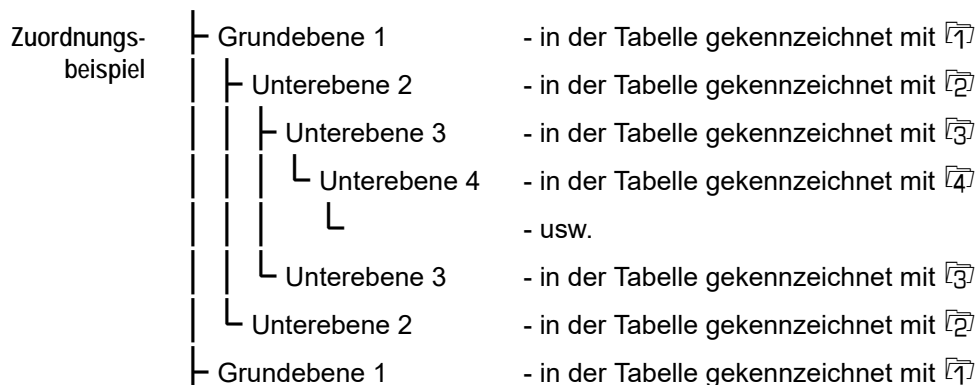 Zuordnungs-
beispiel
Grundebene 1 - in der Tabelle gekennzeichnet mit 1
Unterebene 2 - in der Tabelle gekennzeichnet mit 2
Unterebene 3 - in der Tabelle gekennzeichnet mit 3
Unterebene 4 - in der Tabelle gekennzeichnet mit 4
- usw.
Unterebene 3 - in der Tabelle gekennzeichnet mit 3
Unterebene 2 - in der Tabelle gekennzeichnet mit 2
Grundebene 1 - in der Tabelle gekennzeichnet mit 1